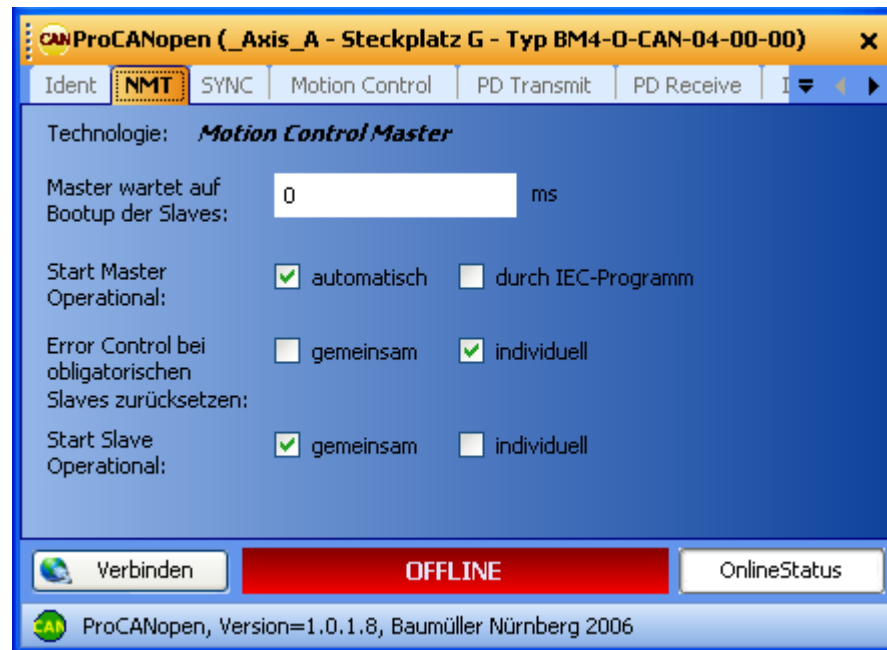 CAN ProCANopen (_Axis_A - Steckplatz G - Typ BM4-O-CAN-04-00-00)
Ident NMT SYNC Motion Control PD Transmit PD Receive
Technologie: Motion Control Master
Master wartet auf
Bootup der Slaves:
0 ms
Start Master
Operational:
automatisch durch IEC-Programm
Error Control bei
obligatorischen
Slaves zurücksetzen:
gemeinsam individuell
Start Slave
Operational:
gemeinsam individuell
Verbinden OFFLINE OnlineStatus
CAN ProCANopen, Version=1.0.1.8, Baumüller Nürnberg 2006